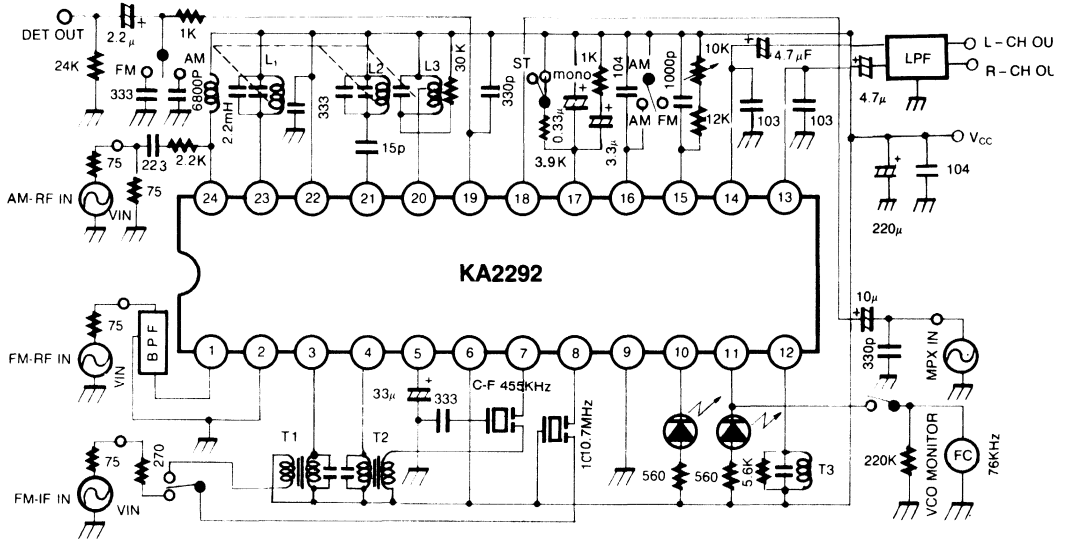 DET OUT
2.2μ
+
1K
24K
FM
333
6800P
AM
2.2mH
L1
333
L2
L3
30K
15p
330p
ST
mono
0.33μ
3.9K
1K
3.3μ
104
AM
AM
FM
1000p
10K
12K
4.7μF
103
103
4.7μ
LPF
L-CH OU
R-CH OU
Vcc
104
220μ
75
223
2.2K
75
AM-RF IN
VIN
24
23
22
21
20
19
18
17
16
15
14
13
KA2292
1
2
3
4
5
6
7
8
9
10
11
12
75
BPF
FM-RF IN
VIN
75
270
FM-IF IN
VIN
T1
T2
33μ
+
333
C-F 455KHz
1C10.7MHz
560
560
5.6K
T3
10μ
+
330p
MPX IN
220K
VCO MONITOR
FC
76KHz